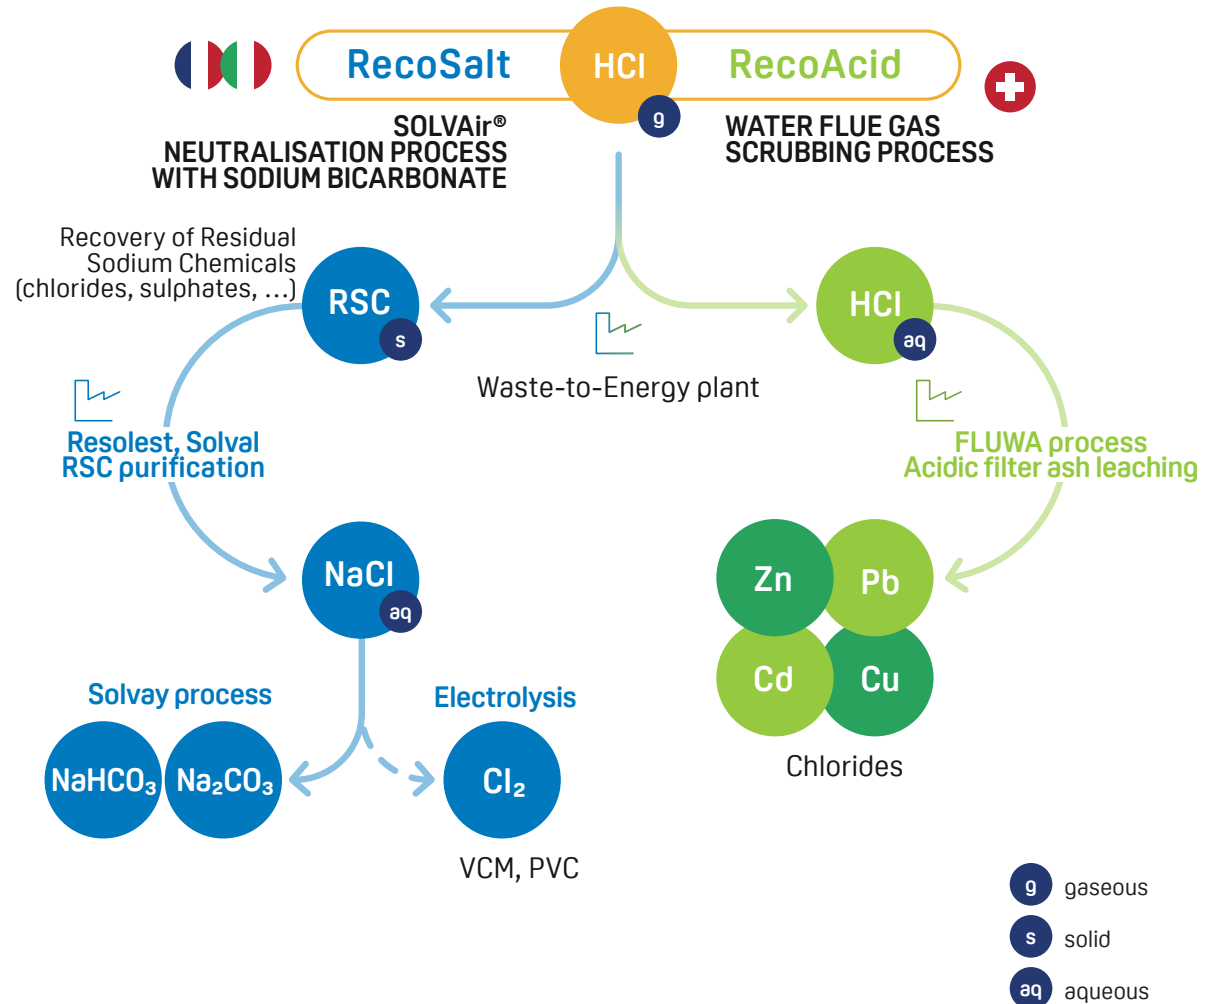 RecoSalt
HCl
g
RecoAcid
SOLVAir®
NEUTRALISATION PROCESS
WITH SODIUM BICARBONATE
WATER FLUE GAS
SCRUBBING PROCESS
Recovery of Residual
Sodium Chemicals
(chlorides, sulphates, ...)
RSC
s
HCl
aq
Waste-to-Energy plant
Resolest, Solval
RSC purification
FLUWA process
Acidic filter ash leaching
NaCl
aq
Zn
Pb
Cd
Cu
Chlorides
Solvay process
NaHCO₃
Na₂CO₃
Electrolysis
Cl₂
VCM, PVC
g gaseous
s solid
aq aqueous